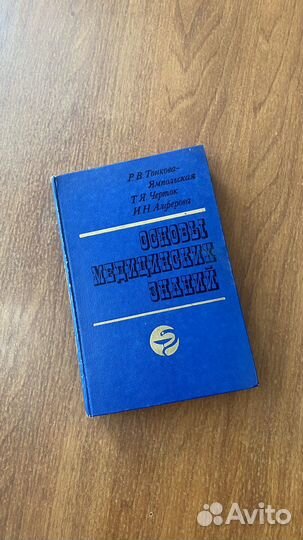 Р. В. Тонкова-
Ямпольская
Т. Я. Черток
И. Н. Алферова
ОСНОВЫ
МЕДИЦИНСКИХ
ЗНАНИЙ
Avito